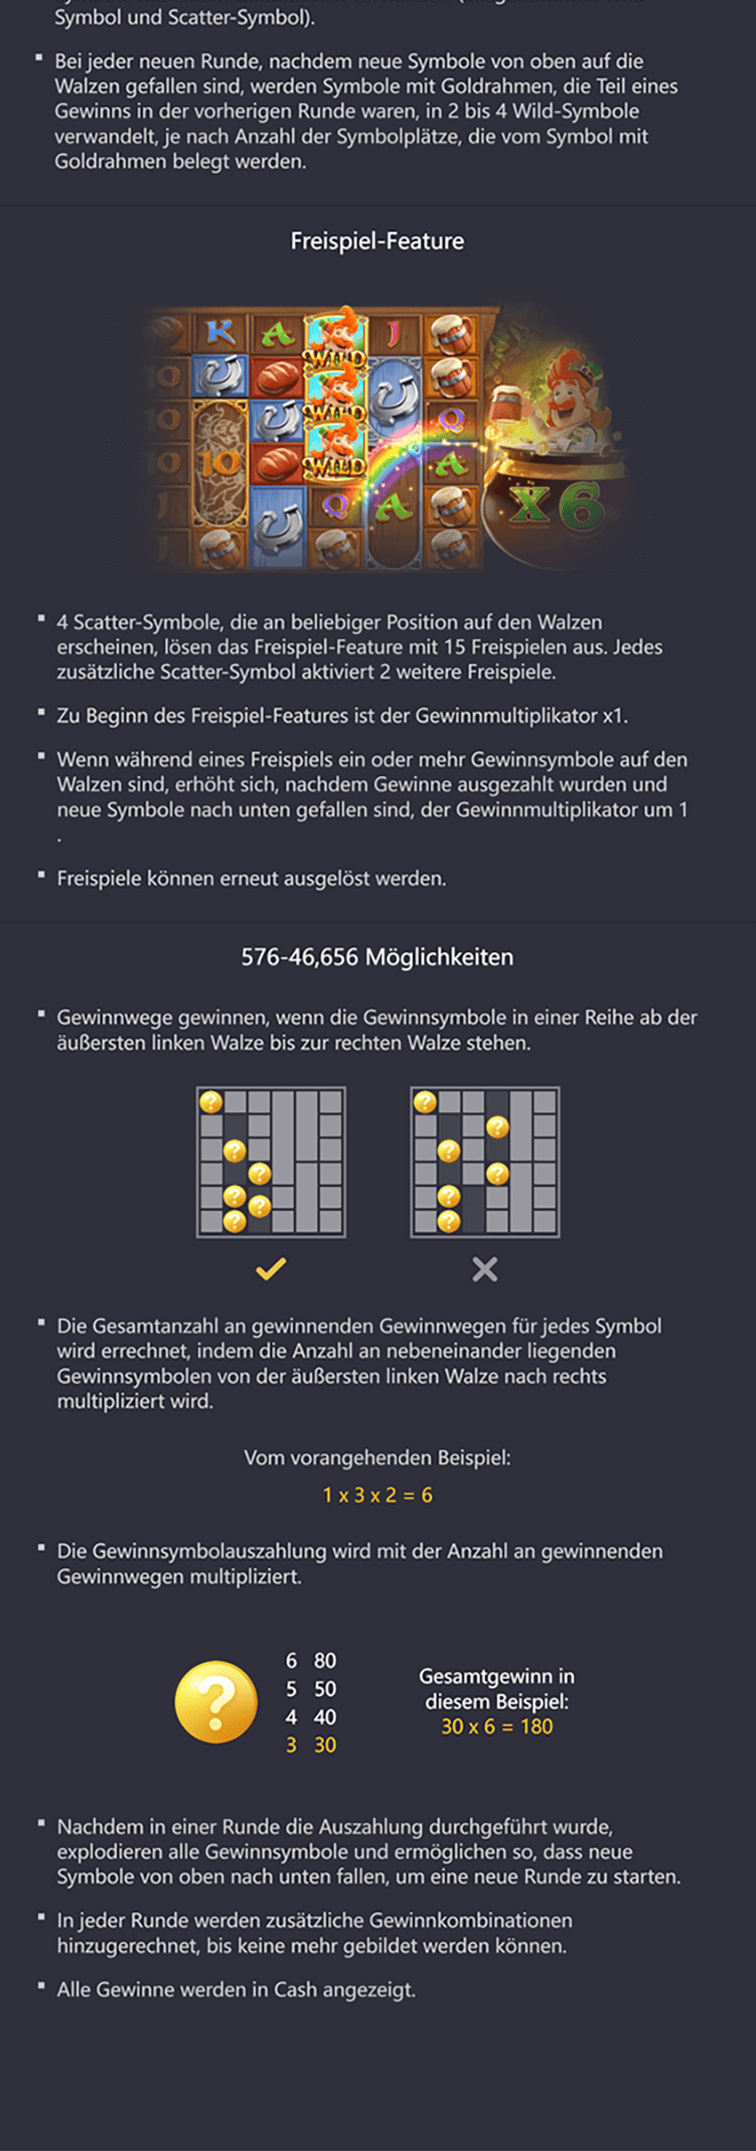 Symbol und Scatter-Symbol).
▪ Bei jeder neuen Runde, nachdem neue Symbole von oben auf die
Walzen gefallen sind, werden Symbole mit Goldrahmen, die Teil eines
Gewinns in der vorherigen Runde waren, in 2 bis 4 Wild-Symbole
verwandelt, je nach Anzahl der Symbolplätze, die vom Symbol mit
Goldrahmen belegt werden.
Freispiel-Feature
K A J
WILD
10
WILD
10 Q
10 10 WILD A
J Q A
J
X6
▪ 4 Scatter-Symbole, die an beliebiger Position auf den Walzen
erscheinen, lösen das Freispiel-Feature mit 15 Freispielen aus. Jedes
zusätzliche Scatter-Symbol aktiviert 2 weitere Freispiele.
▪ Zu Beginn des Freispiel-Features ist der Gewinnmultiplikator x1.
▪ Wenn während eines Freispiels ein oder mehr Gewinnsymbole auf den
Walzen sind, erhöht sich, nachdem Gewinne ausgezahlt wurden und
neue Symbole nach unten gefallen sind, der Gewinnmultiplikator um 1
.
▪ Freispiele können erneut ausgelöst werden.
576-46,656 Möglichkeiten
▪ Gewinnwege gewinnen, wenn die Gewinnsymbole in einer Reihe ab der
äußersten linken Walze bis zur rechten Walze stehen.
? ?
?
? ?
? ?
? ? ?
? ?
▪ Die Gesamtanzahl an gewinnenden Gewinnwegen für jedes Symbol
wird errechnet, indem die Anzahl an nebeneinander liegenden
Gewinnsymbolen von der äußersten linken Walze nach rechts
multipliziert wird.
Vom vorangehenden Beispiel:
1 x 3 x 2 = 6
▪ Die Gewinnsymbolauszahlung wird mit der Anzahl an gewinnenden
Gewinnwegen multipliziert.
?
6 80
5 50
4 40
3 30
Gesamtgewinn in
diesem Beispiel:
30 x 6 = 180
▪ Nachdem in einer Runde die Auszahlung durchgeführt wurde,
explodieren alle Gewinnsymbole und ermöglichen so, dass neue
Symbole von oben nach unten fallen, um eine neue Runde zu starten.
▪ In jeder Runde werden zusätzliche Gewinnkombinationen
hinzugerechnet, bis keine mehr gebildet werden können.
▪ Alle Gewinne werden in Cash angezeigt.